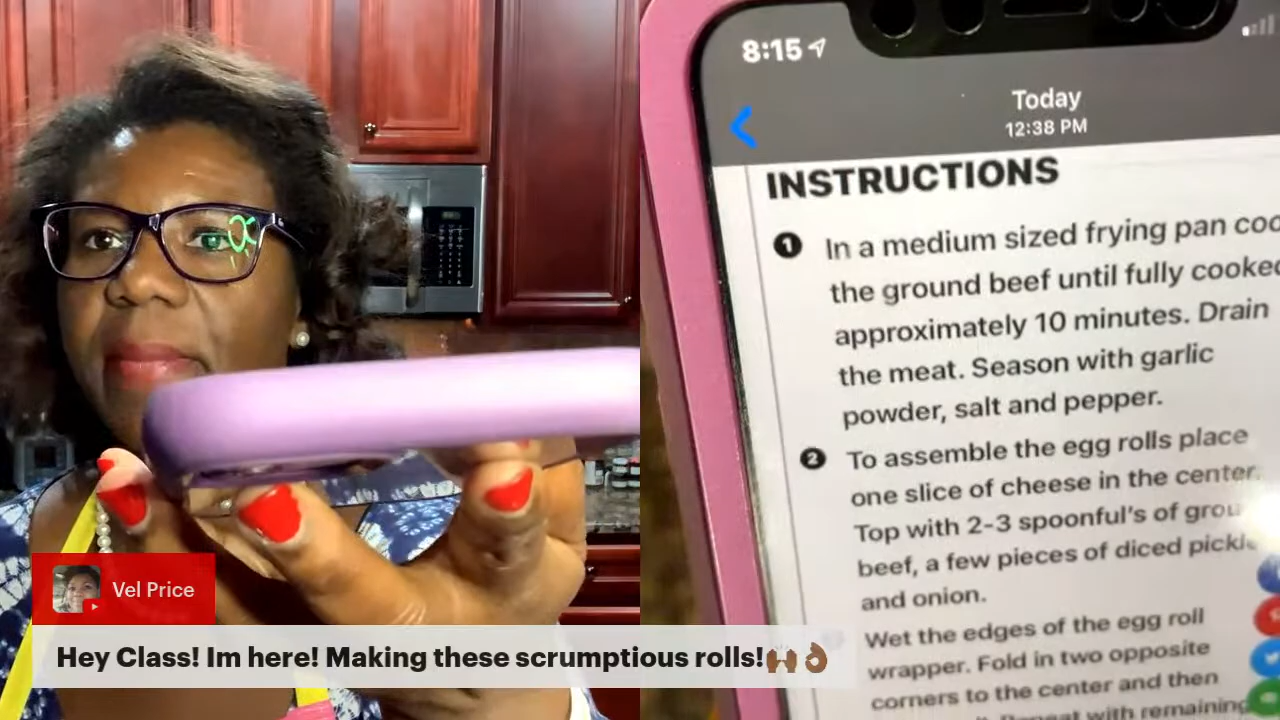 8:15
Today
12:38 PM
INSTRUCTIONS
1 In a medium sized frying pan
the ground beef until fully cooked
approximately 10 minutes. Drain
the meat. Season with garlic
powder, salt and pepper.
2 To assemble the egg rolls place
one slice of cheese in the center.
Top with 2-3 spoonful's of
beef, a few pieces of diced
and onion.
Wet the edges of the egg roll
wrapper. Fold in two opposite
corners to the center and then
Repeat with remaining
Vel Price
Hey Class! Im here! Making these scrumptious rolls!🙌🏾👌🏾